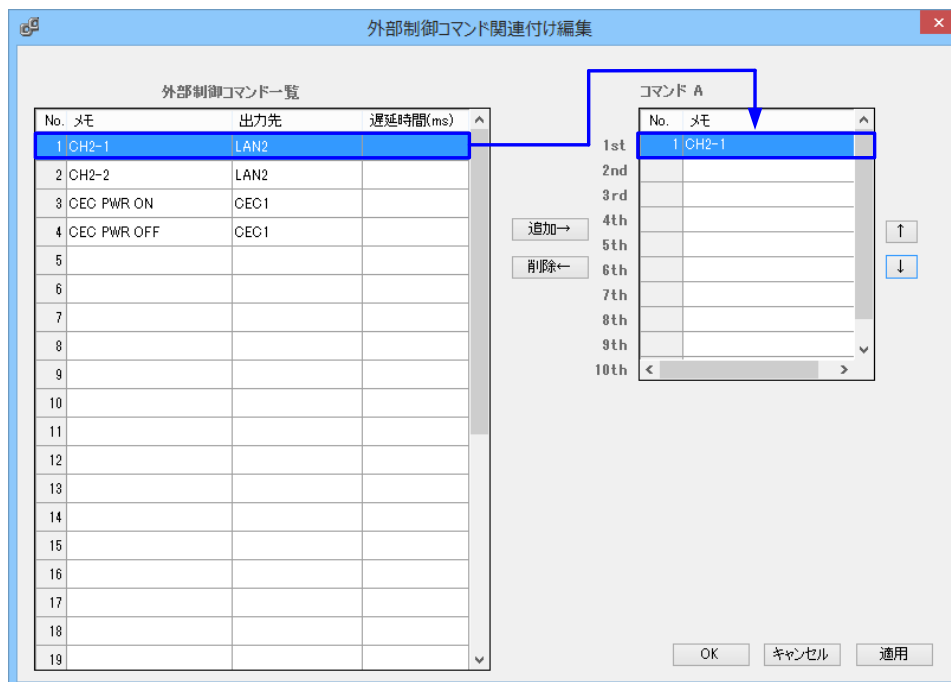 外部制御コマンド関連付け編集
×
外部制御コマンド一覧
No. メモ 出力先 遅延時間(ms)
1 CH2-1 LAN2
2 CH2-2 LAN2
3 CEC PWR ON CEC1
4 CEC PWR OFF CEC1
5
6
7
8
9
10
11
12
13
14
15
16
17
18
19
追加→
削除←
コマンド A
No. メモ
1st 1 CH2-1
2nd
3rd
4th
5th
6th
7th
8th
9th
10th
↑
↓
OK キャンセル 適用